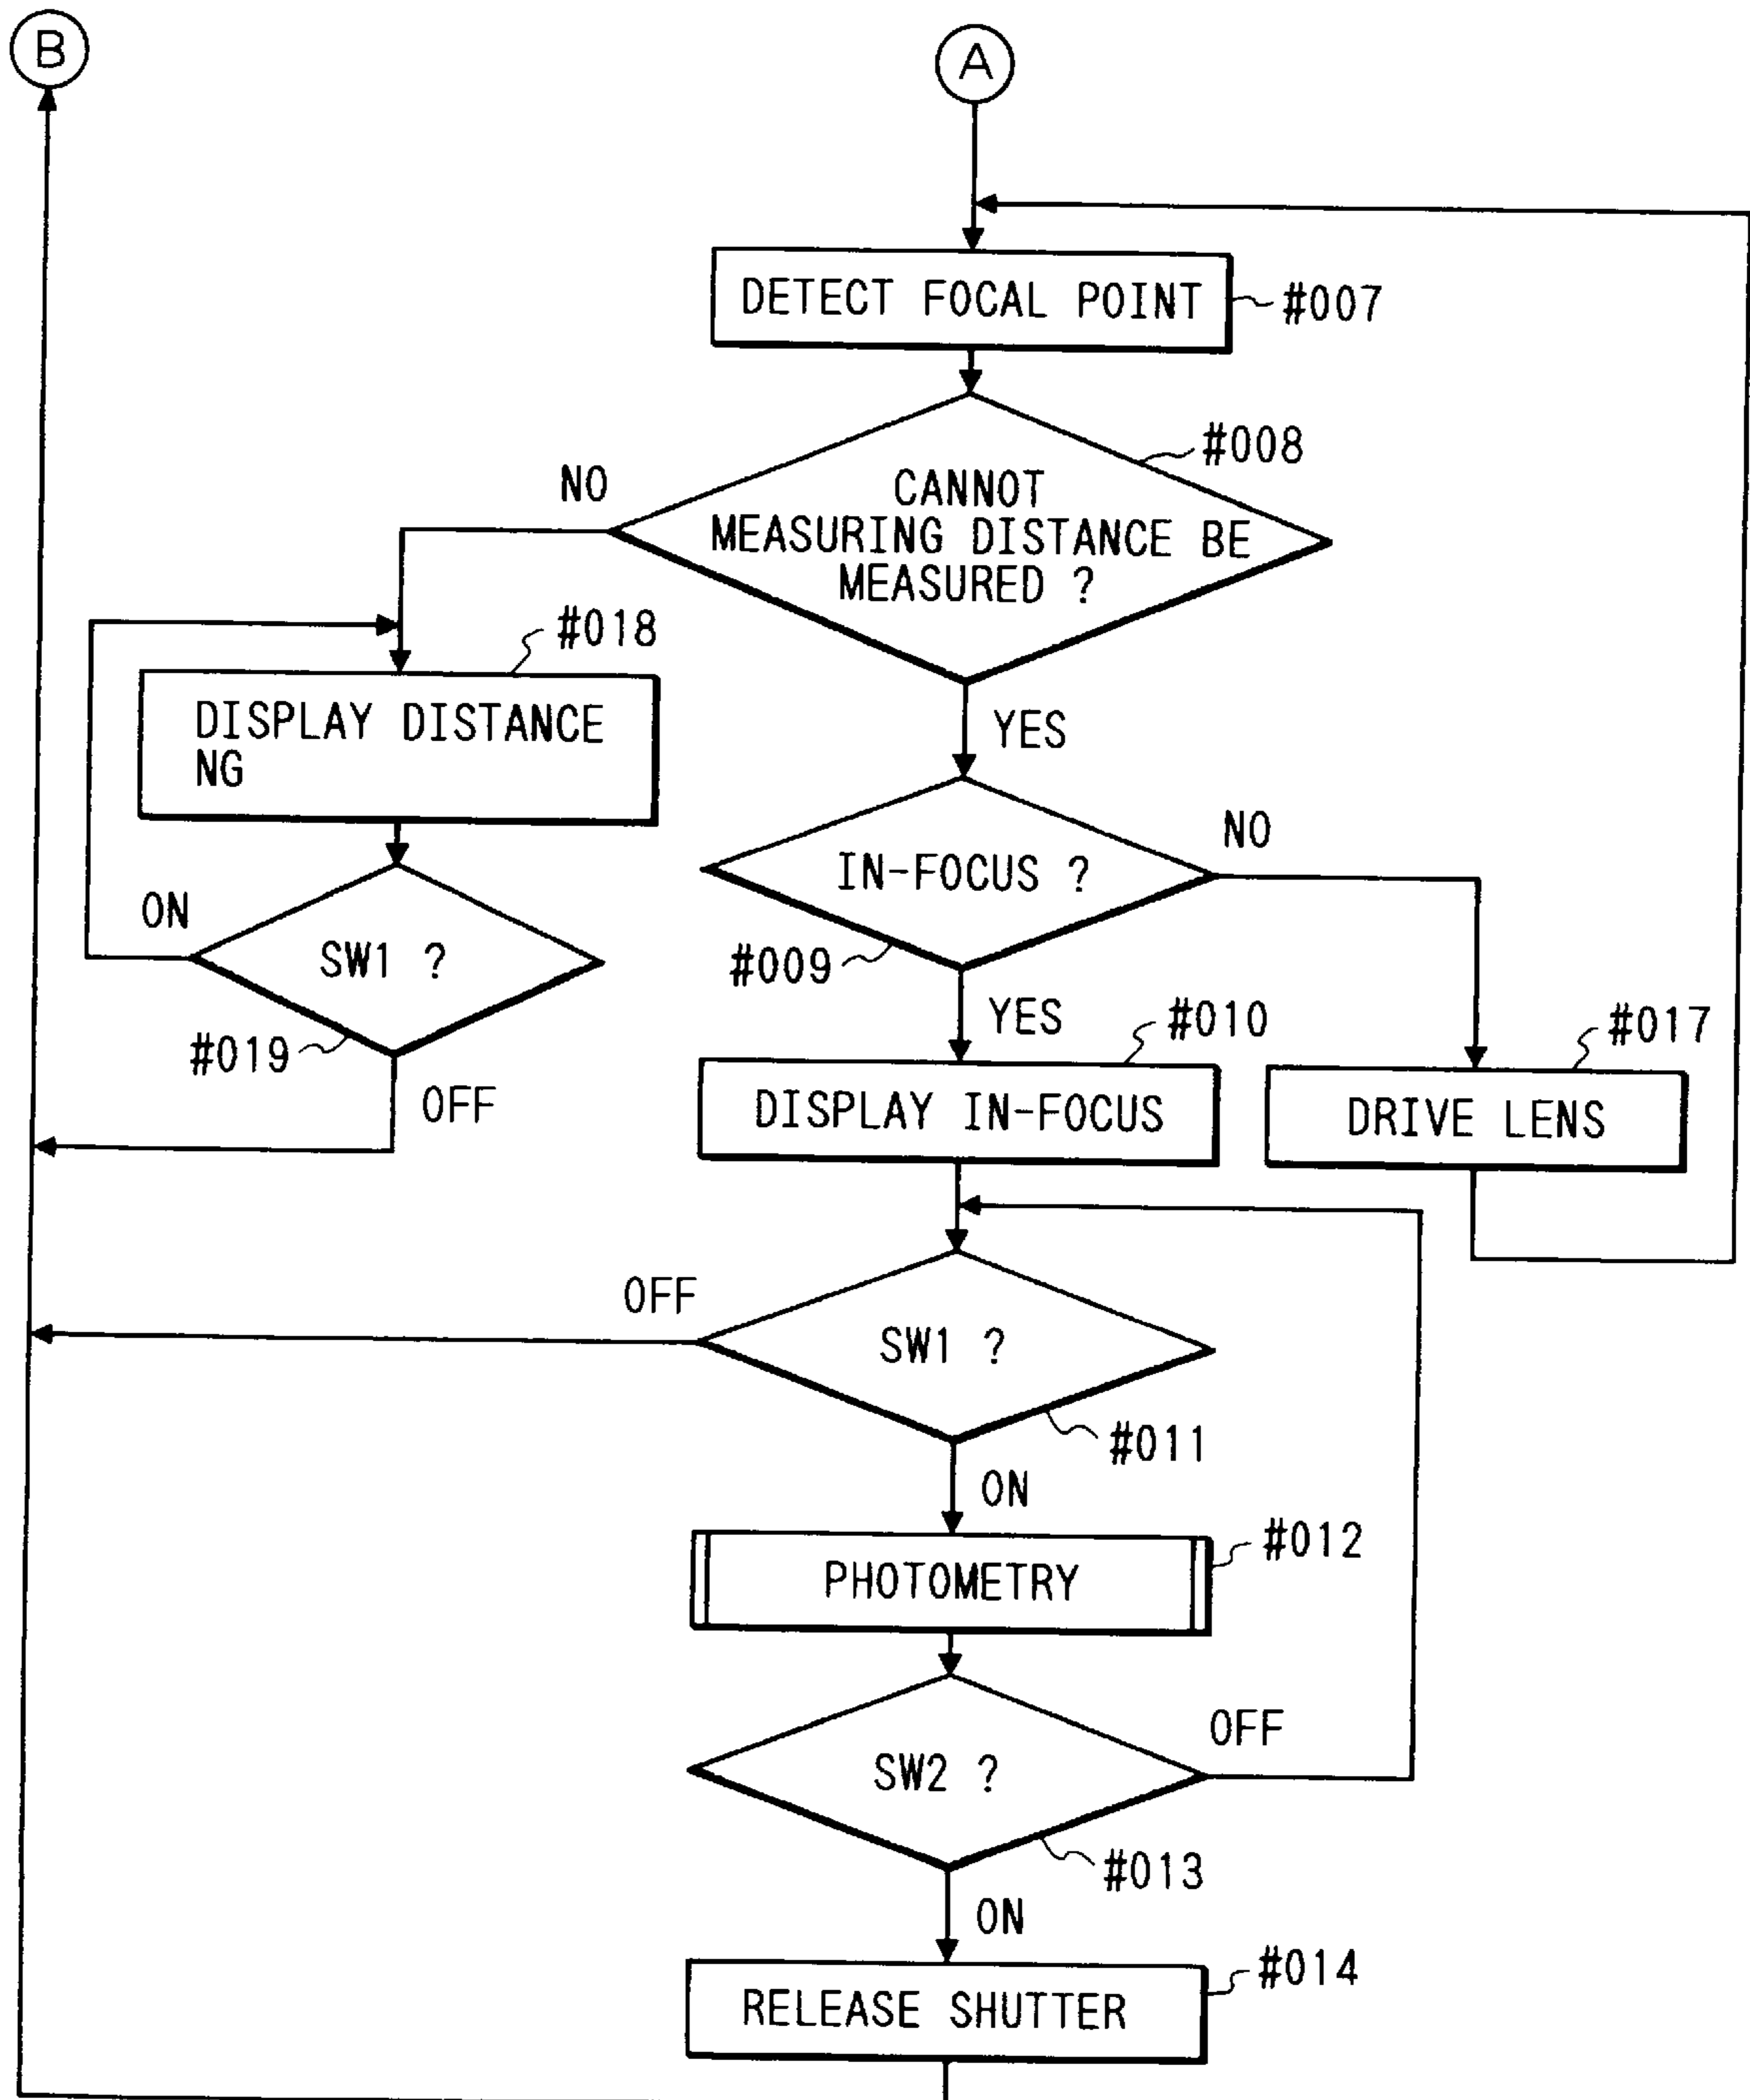 B
A
DETECT FOCAL POINT
#007
#008
NO
CANNOT
MEASURING DISTANCE BE
MEASURED ?
#018
DISPLAY DISTANCE
NG
YES
NO
IN-FOCUS ?
ON
SW1 ?
#009
#019
YES
#010
#017
OFF
DISPLAY IN-FOCUS
DRIVE LENS
OFF
SW1 ?
#011
ON
#012
PHOTOMETRY
OFF
SW2 ?
#013
ON
#014
RELEASE SHUTTER